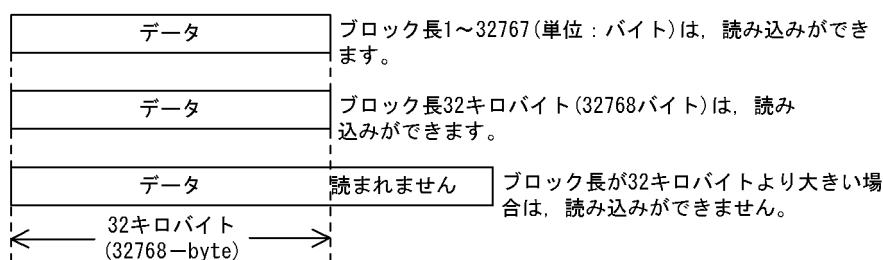 データ
ブロック長1～32767(単位：バイト)は，読み込みができ
ます。
データ
ブロック長32キロバイト(32768バイト)は，読み
込みができます。
データ
読まれません
ブロック長が32キロバイトより大きい場
合は，読み込みができません。
32キロバイト
(32768－byte)